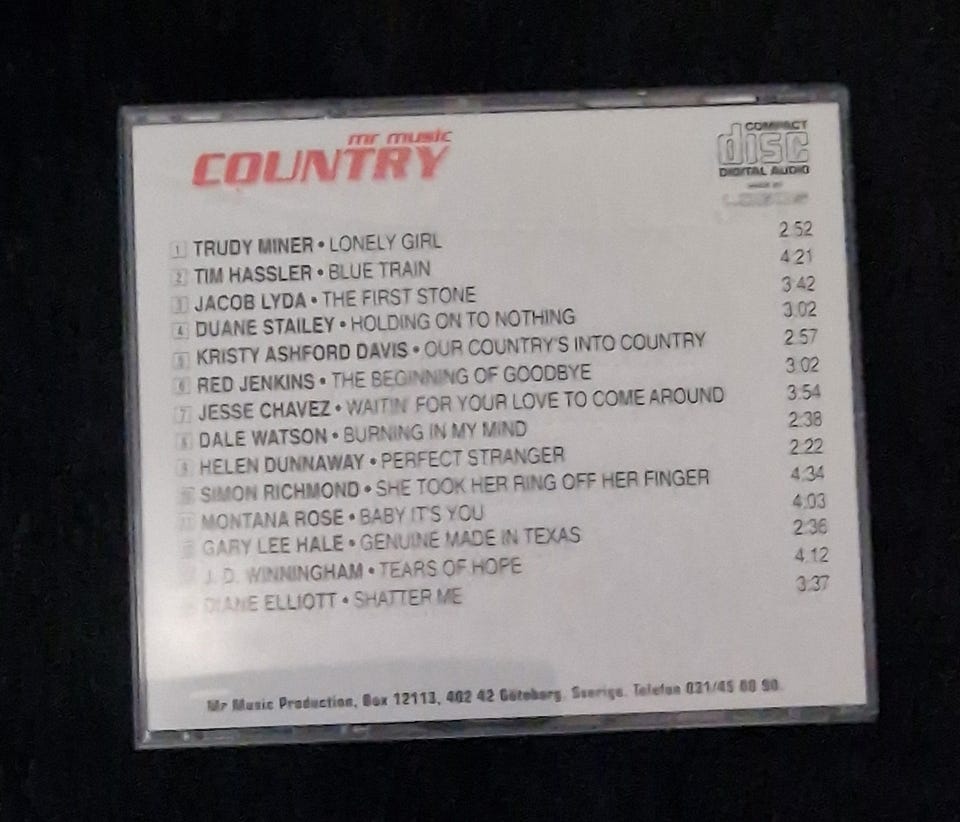 mr music
COUNTRY
COMPACT
disc
DIGITAL AUDIO
MADE BY
1 TRUDY MINER • LONELY GIRL 2:52
2 TIM HASSLER • BLUE TRAIN 4:21
3 JACOB LYDA • THE FIRST STONE 3:42
4 DUANE STAILEY • HOLDING ON TO NOTHING 3:02
5 KRISTY ASHFORD DAVIS • OUR COUNTRY'S INTO COUNTRY 2:57
6 RED JENKINS • THE BEGINNING OF GOODBYE 3:02
7 JESSE CHAVEZ • WAITIN' FOR YOUR LOVE TO COME AROUND 3:54
8 DALE WATSON • BURNING IN MY MIND 2:38
9 HELEN DUNNAWAY • PERFECT STRANGER 2:22
10 SIMON RICHMOND • SHE TOOK HER RING OFF HER FINGER 4:34
11 MONTANA ROSE • BABY IT'S YOU 4:03
GARY LEE HALE • GENUINE MADE IN TEXAS 2:36
J. D. WINNINGHAM • TEARS OF HOPE 4:12
DIANE ELLIOTT • SHATTER ME 3:37
Mr Music Production, Box 12113, 402 42 Göteborg. Sverige. Telefon 031/45